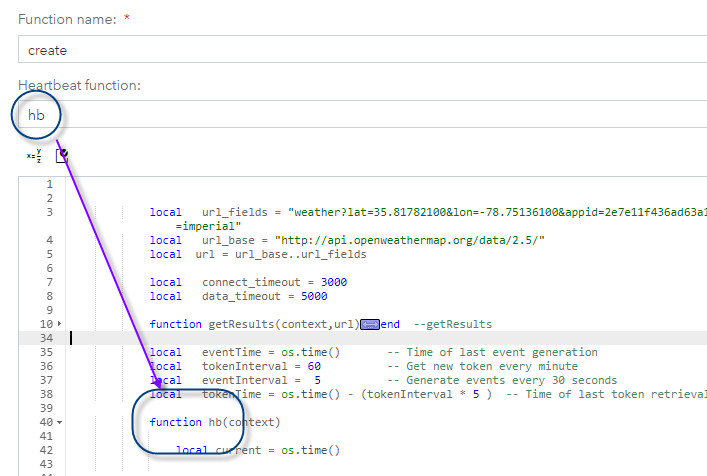 Function name: *
create
Heartbeat function:
hb
x=y/z
1
2
3 local url_fields = "weather?lat=35.81782100&lon=-78.75136100&appid=2e7e11f436ad63a1
=imperial"
4 local url_base = "http://api.openweathermap.org/data/2.5/"
5 local url = url_base..url_fields
6
7 local connect_timeout = 3000
8 local data_timeout = 5000
9
10 function getResults(context,url) end --getResults
34
35 local eventTime = os.time() -- Time of last event generation
36 local tokenInterval = 60 -- Get new token every minute
37 local eventInterval = 5 -- Generate events every 30 seconds
38 local tokenTime = os.time() - (tokenInterval * 5 ) -- Time of last token retrieval
39
40 function hb(context)
41
42 local current = os.time()
43